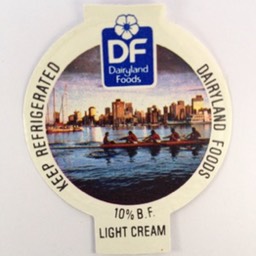 DF
Dairyland
Foods
KEEP REFRIGERATED
DAIRYLAND FOODS
10% B.F.
LIGHT CREAM